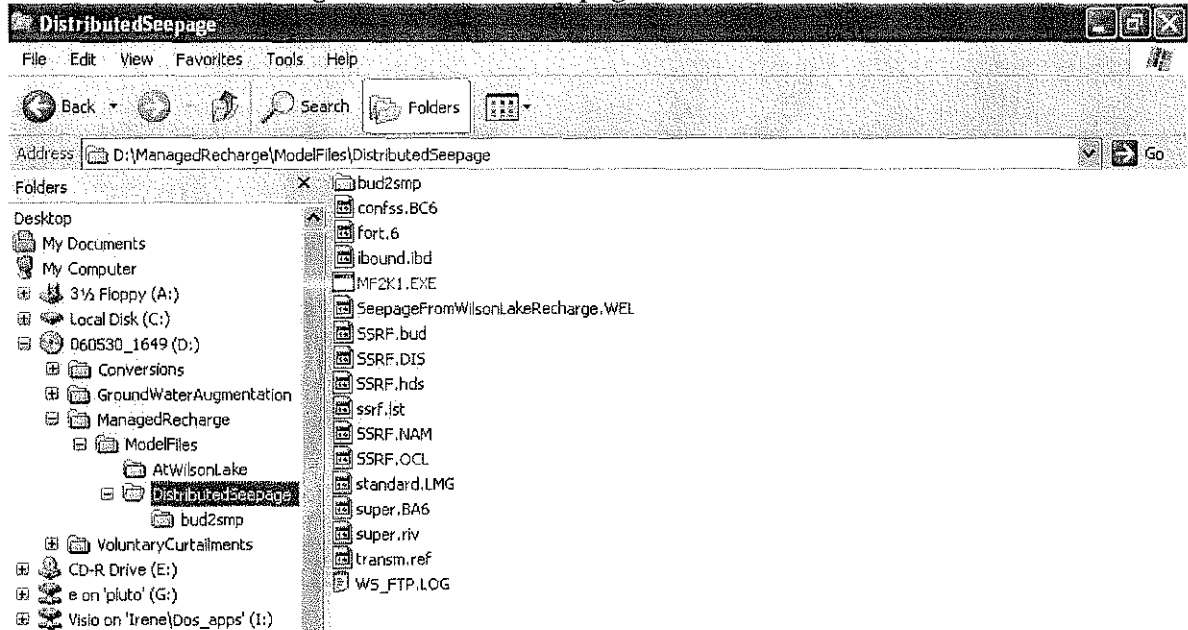 DistributedSeepage
File Edit View Favorites Tools Help
Back Search Folders
Address D:\ManagedRecharge\ModelFiles\DistributedSeepage Go
Folders
Desktop
My Documents
My Computer
3½ Floppy (A:)
Local Disk (C:)
060530_1649 (D:)
Conversions
GroundWaterAugmentation
ManagedRecharge
ModelFiles
AtWilsonLake
DistributedSeepage
bud2smp
VoluntaryCurtailments
CD-R Drive (E:)
e on 'pluto' (G:)
Visio on 'Irene\Dos_apps' (I:)
bud2smp
confss.BC6
fort.6
ibound.ibd
MF2K1.EXE
SeepageFromWilsonLakeRecharge.WEL
SSRF.bud
SSRF.DIS
SSRF.hds
ssrf.lst
SSRF.NAM
SSRF.OCL
standard.LMG
super.BA6
super.riv
transm.ref
WS_FTP.LOG